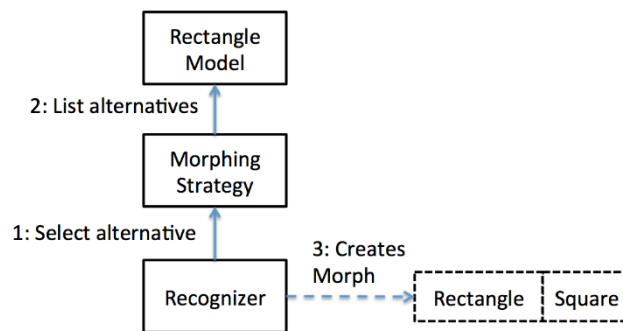 Rectangle
Model
2: List alternatives
Morphing
Strategy
1: Select alternative
3: Creates
Morph
Recognizer
Rectangle
Square